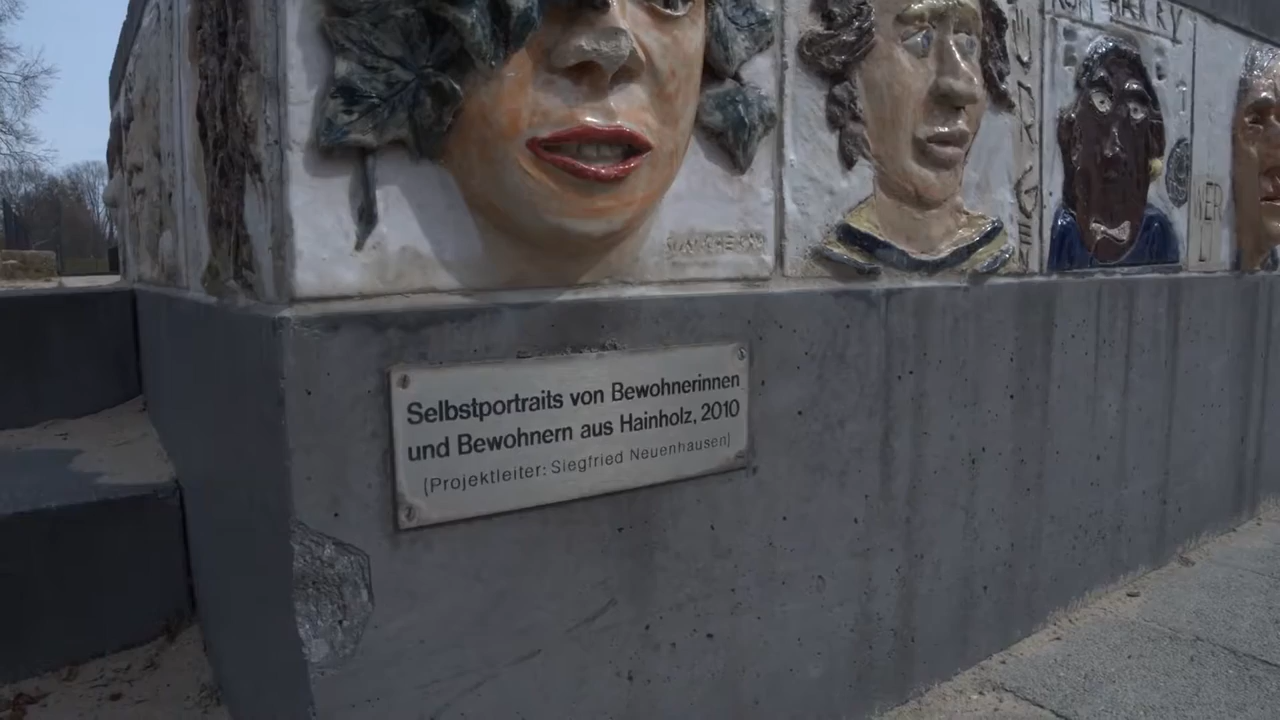 Selbstportraits von Bewohnerinnen
und Bewohnern aus Hainholz, 2010
(Projektleiter: Siegfried Neuenhausen)